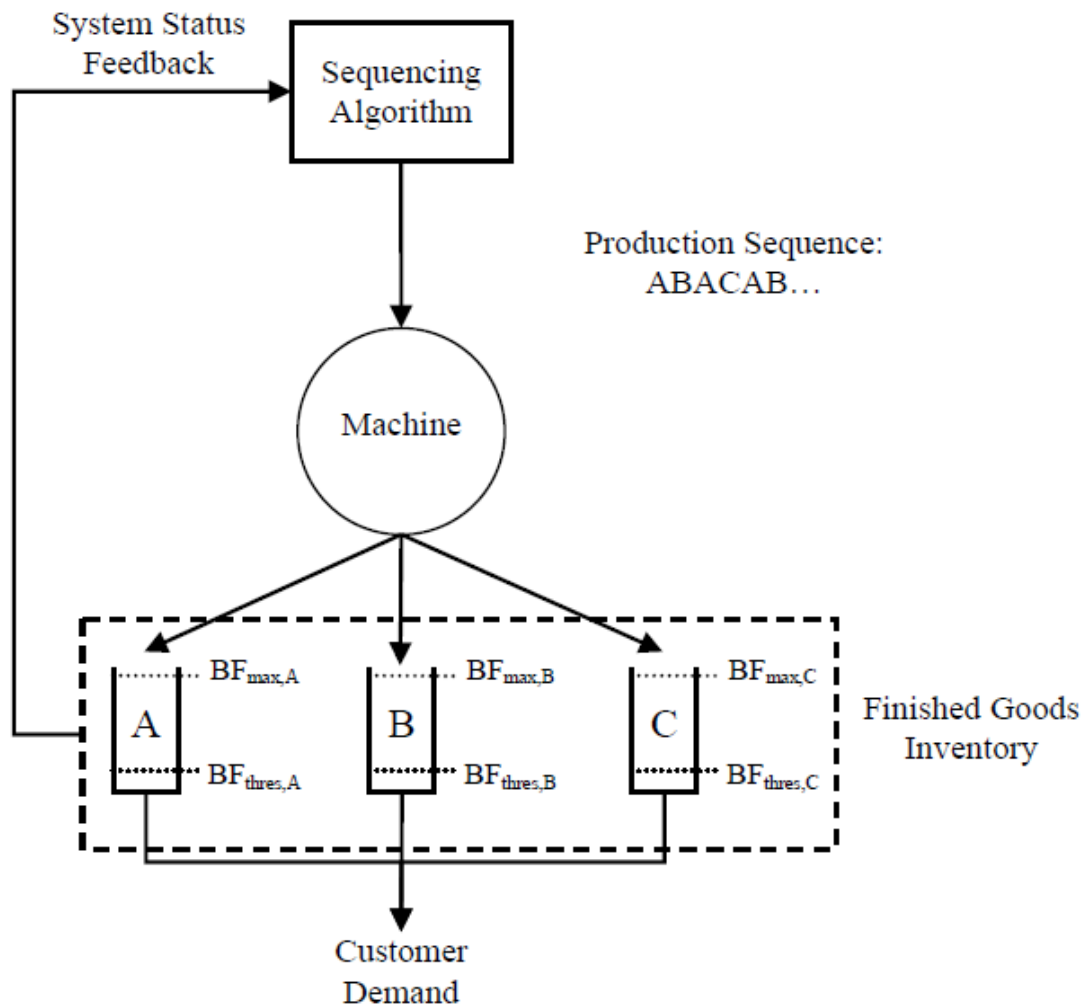 System Status
Feedback
Sequencing
Algorithm
Production Sequence:
ABACAB…
Machine
BFmax,A
BFmax,B
BFmax,C
A
B
C
Finished Goods
Inventory
BFthres,A
BFthres,B
BFthres,C
Customer
Demand